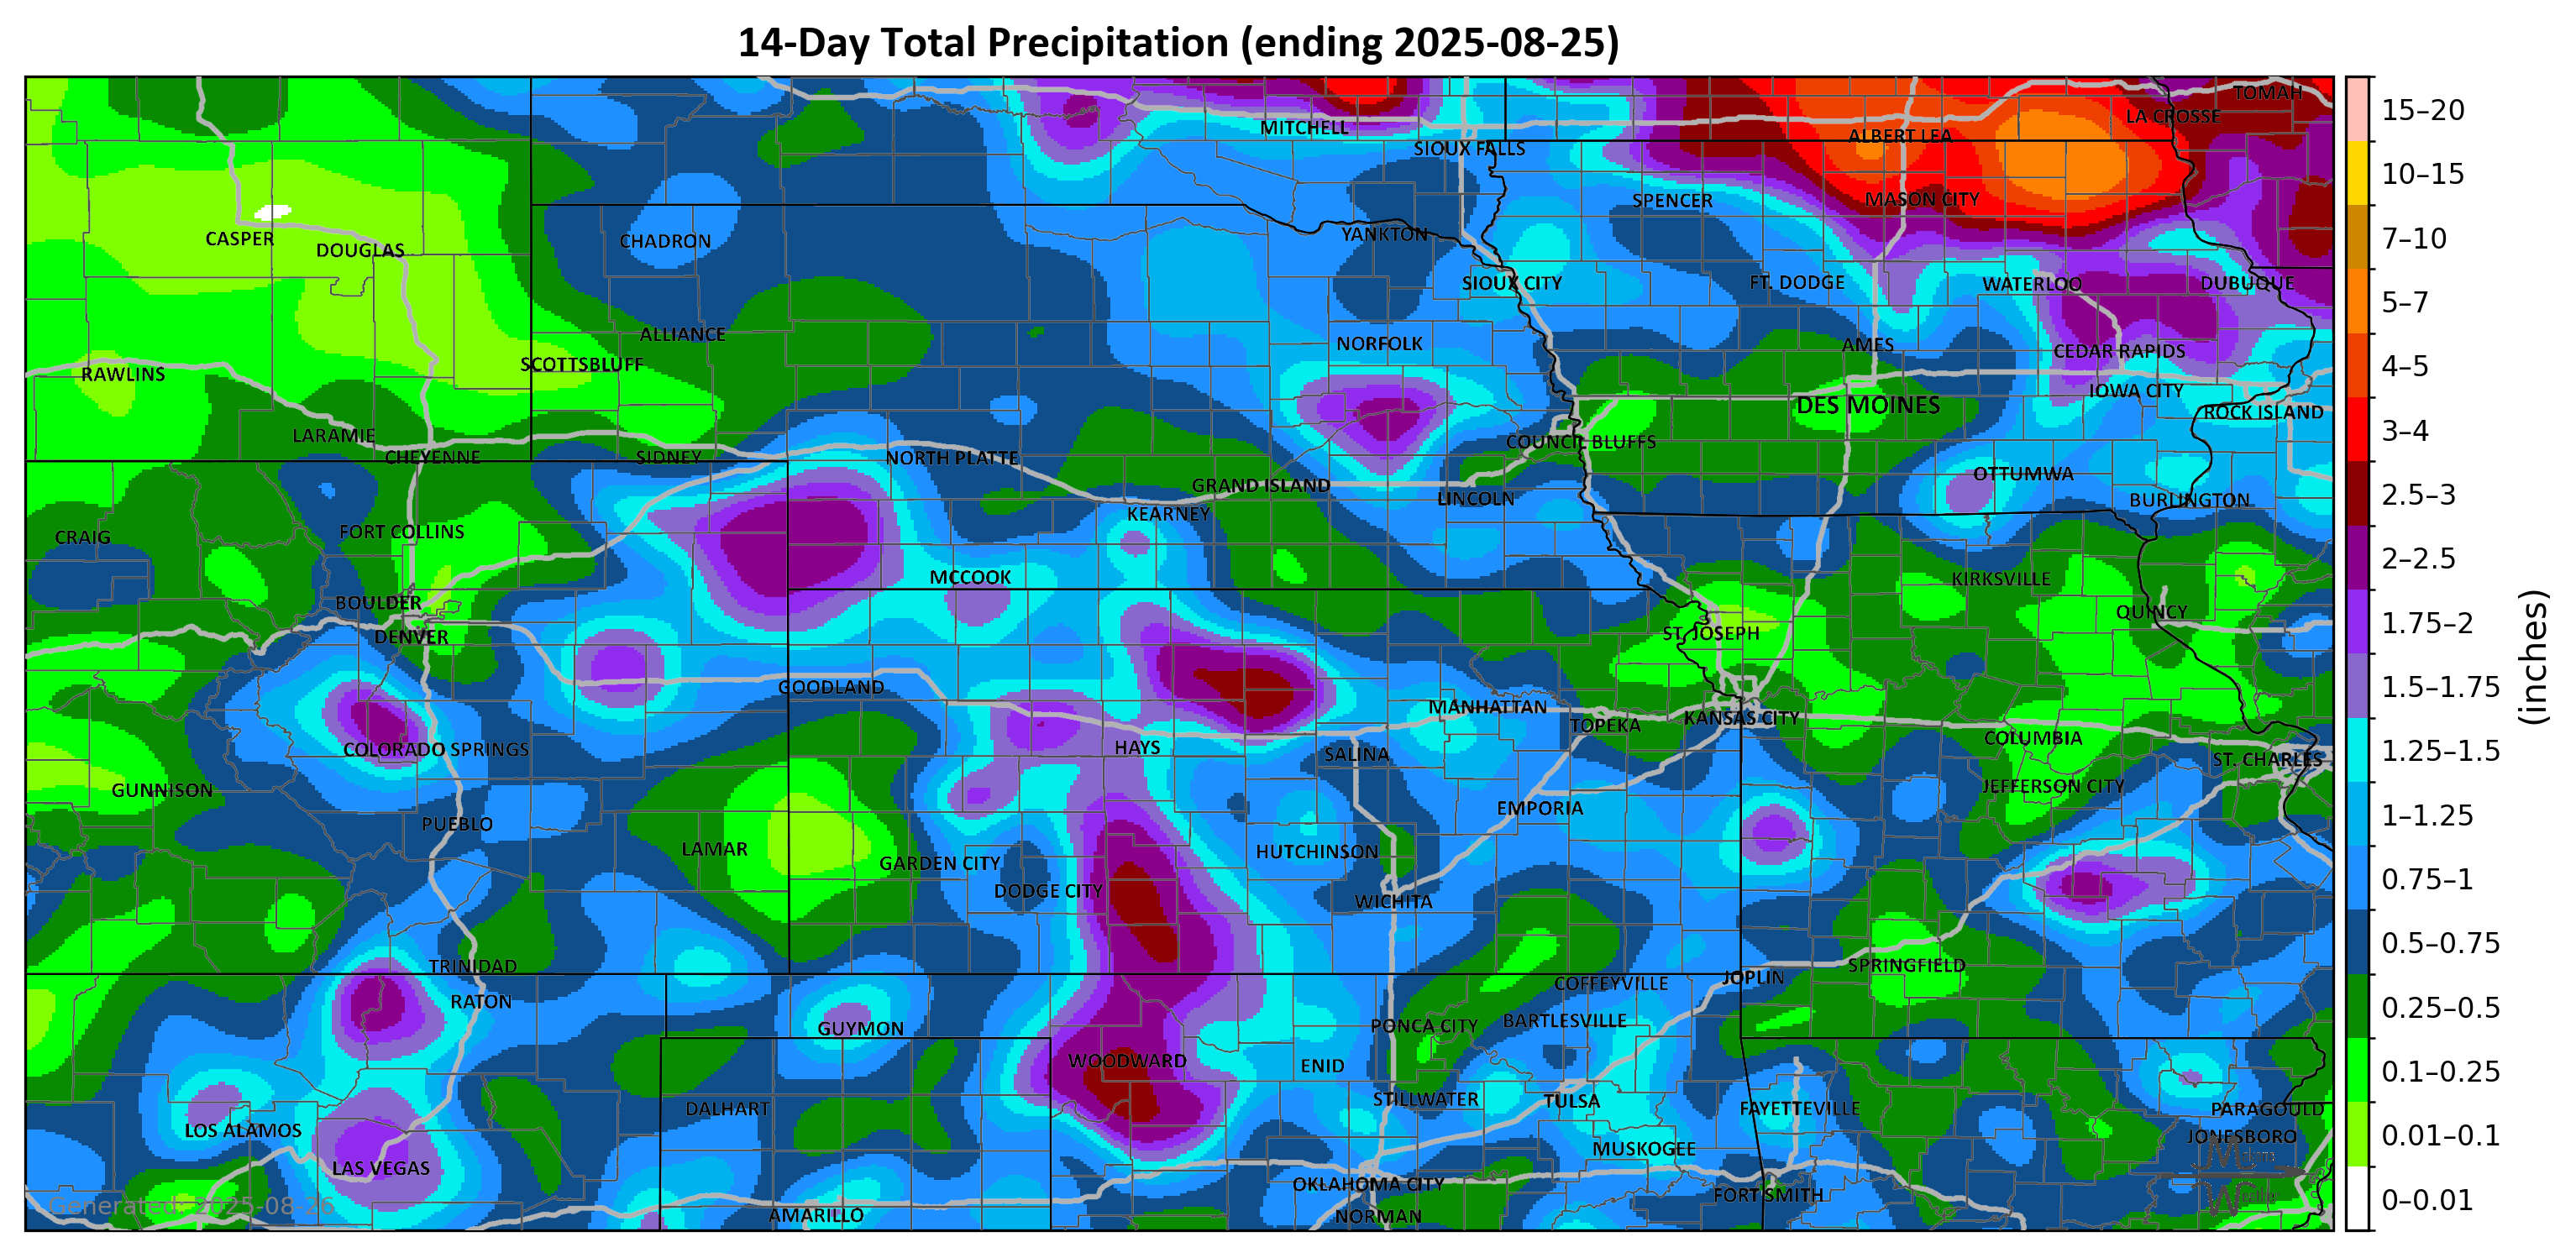 14-Day Total Precipitation (ending 2025-08-25)
TOMAH
LA CROSSE
MITCHELL
ALBERT LEA
SIOUX FALLS
SPENCER
MASON CITY
CASPER
DOUGLAS
CHADRON
YANKTON
SIOUX CITY
FT. DODGE
WATERLOO
DUBUQUE
ALLIANCE
NORFOLK
AMES
CEDAR RAPIDS
SCOTTSBLUFF
RAWLINS
IOWA CITY
DES MOINES
ROCK ISLAND
LARAMIE
COUNCIL BLUFFS
CHEYENNE
SIDNEY
NORTH PLATTE
OTTUMWA
GRAND ISLAND
LINCOLN
BURLINGTON
KEARNEY
CRAIG
FORT COLLINS
MCCOOK
KIRKSVILLE
BOULDER
QUINCY
DENVER
ST. JOSEPH
GOODLAND
MANHATTAN
KANSAS CITY
TOPEKA
COLUMBIA
COLORADO SPRINGS
HAYS
SALINA
ST. CHARLES
GUNNISON
JEFFERSON CITY
EMPORIA
PUEBLO
LAMAR
HUTCHINSON
GARDEN CITY
DODGE CITY
WICHITA
TRINIDAD
SPRINGFIELD
JOPLIN
COFFEYVILLE
RATON
GUYMON
PONCA CITY
BARTLESVILLE
WOODWARD
ENID
DALHART
STILLWATER
TULSA
FAYETTEVILLE
PARAGOULD
LOS ALAMOS
JONESBORO
MUSKOGEE
LAS VEGAS
OKLAHOMA CITY
FORT SMITH
Generated: 2025-08-26
AMARILLO
NORMAN
15–20
10–15
7–10
5–7
4–5
3–4
2.5–3
2–2.5
1.75–2
1.5–1.75
1.25–1.5
1–1.25
0.75–1
0.5–0.75
0.25–0.5
0.1–0.25
0.01–0.1
0–0.01
(inches)